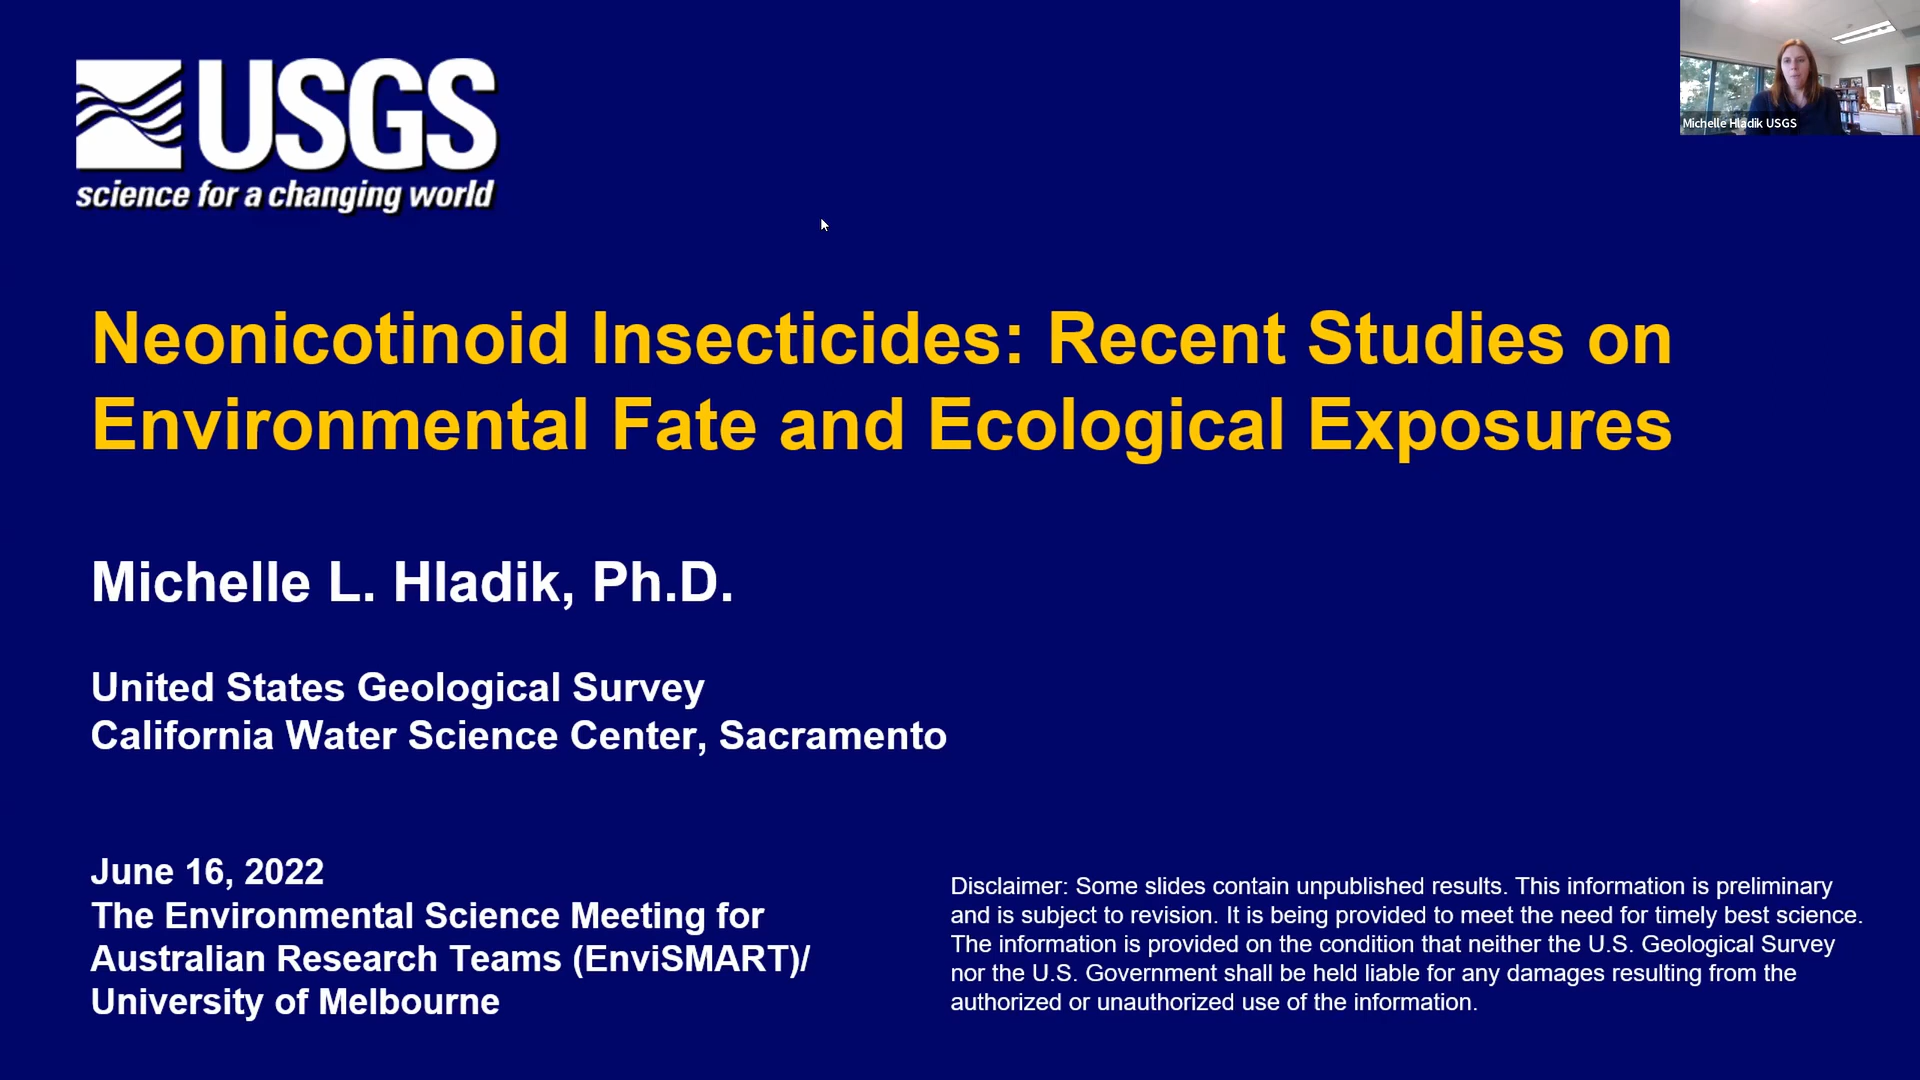 USGS
science for a changing world
Michelle Hladik USGS
Neonicotinoid Insecticides: Recent Studies on
Environmental Fate and Ecological Exposures
Michelle L. Hladik, Ph.D.
United States Geological Survey
California Water Science Center, Sacramento
June 16, 2022
The Environmental Science Meeting for
Australian Research Teams (EnviSMART)/
University of Melbourne
Disclaimer: Some slides contain unpublished results. This information is preliminary
and is subject to revision. It is being provided to meet the need for timely best science.
The information is provided on the condition that neither the U.S. Geological Survey
nor the U.S. Government shall be held liable for any damages resulting from the
authorized or unauthorized use of the information.